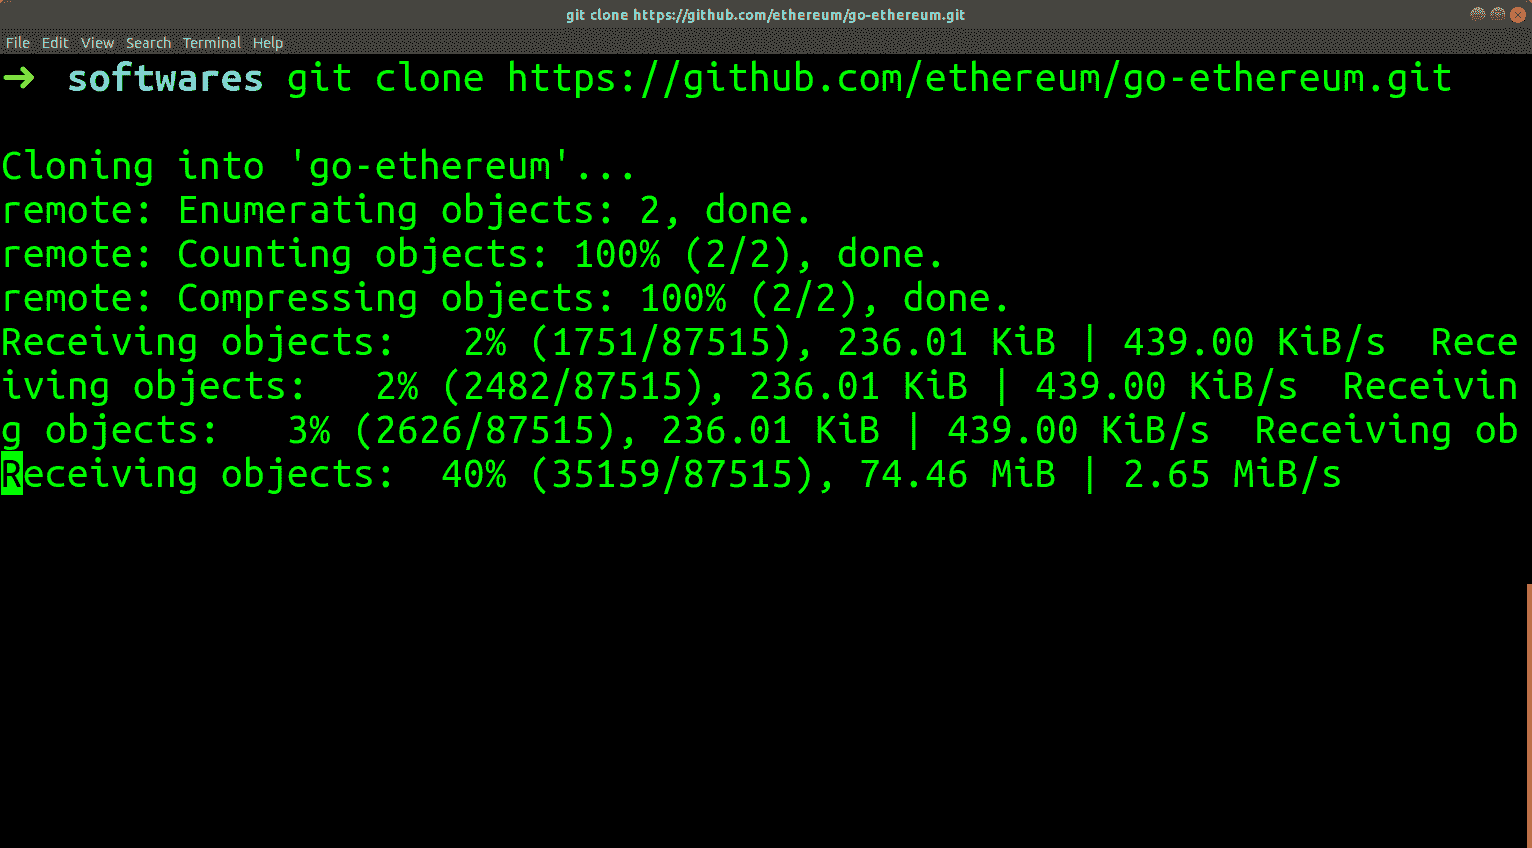 git clone https://github.com/ethereum/go-ethereum.git
File Edit View Search Terminal Help
➜ softwares git clone https://github.com/ethereum/go-ethereum.git
Cloning into 'go-ethereum'...
remote: Enumerating objects: 2, done.
remote: Counting objects: 100% (2/2), done.
remote: Compressing objects: 100% (2/2), done.
Receiving objects:   2% (1751/87515), 236.01 KiB | 439.00 KiB/s  Rece
iving objects:   2% (2482/87515), 236.01 KiB | 439.00 KiB/s  Receivin
g objects:   3% (2626/87515), 236.01 KiB | 439.00 KiB/s  Receiving ob
Receiving objects:  40% (35159/87515), 74.46 MiB | 2.65 MiB/s